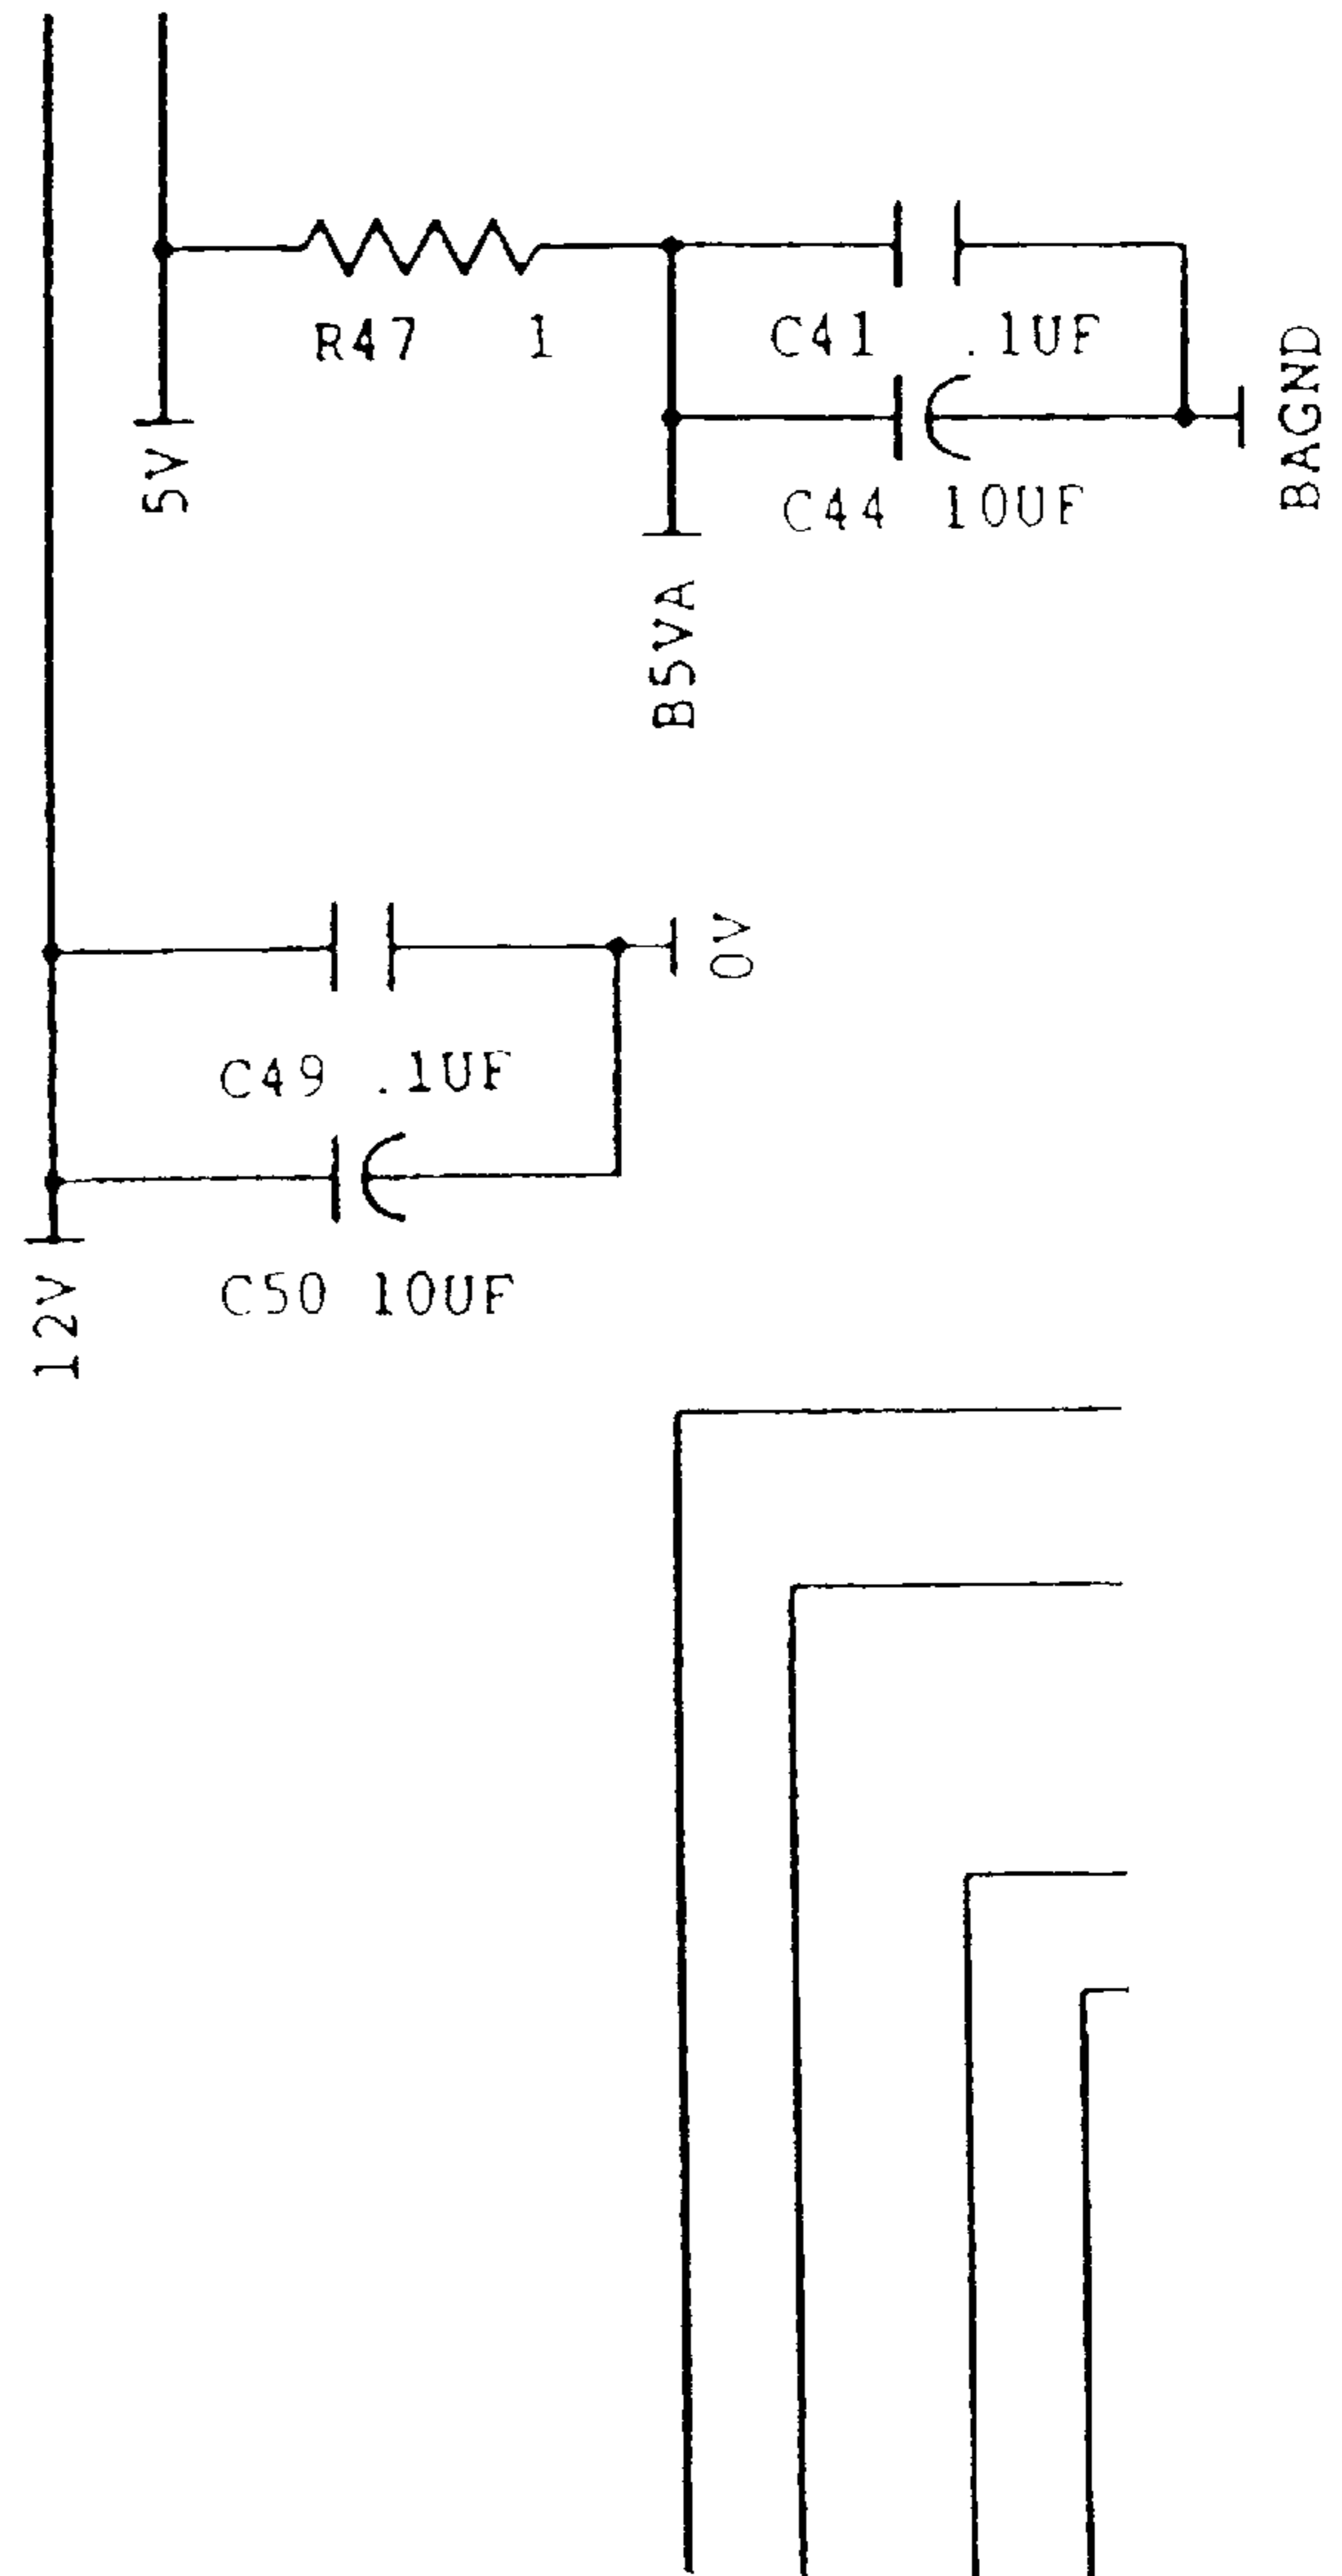 R47 1
C41 .1UF
5V
C44 10UF
BAGND
B5VA
0V
C49 .1UF
C50 10UF
12V